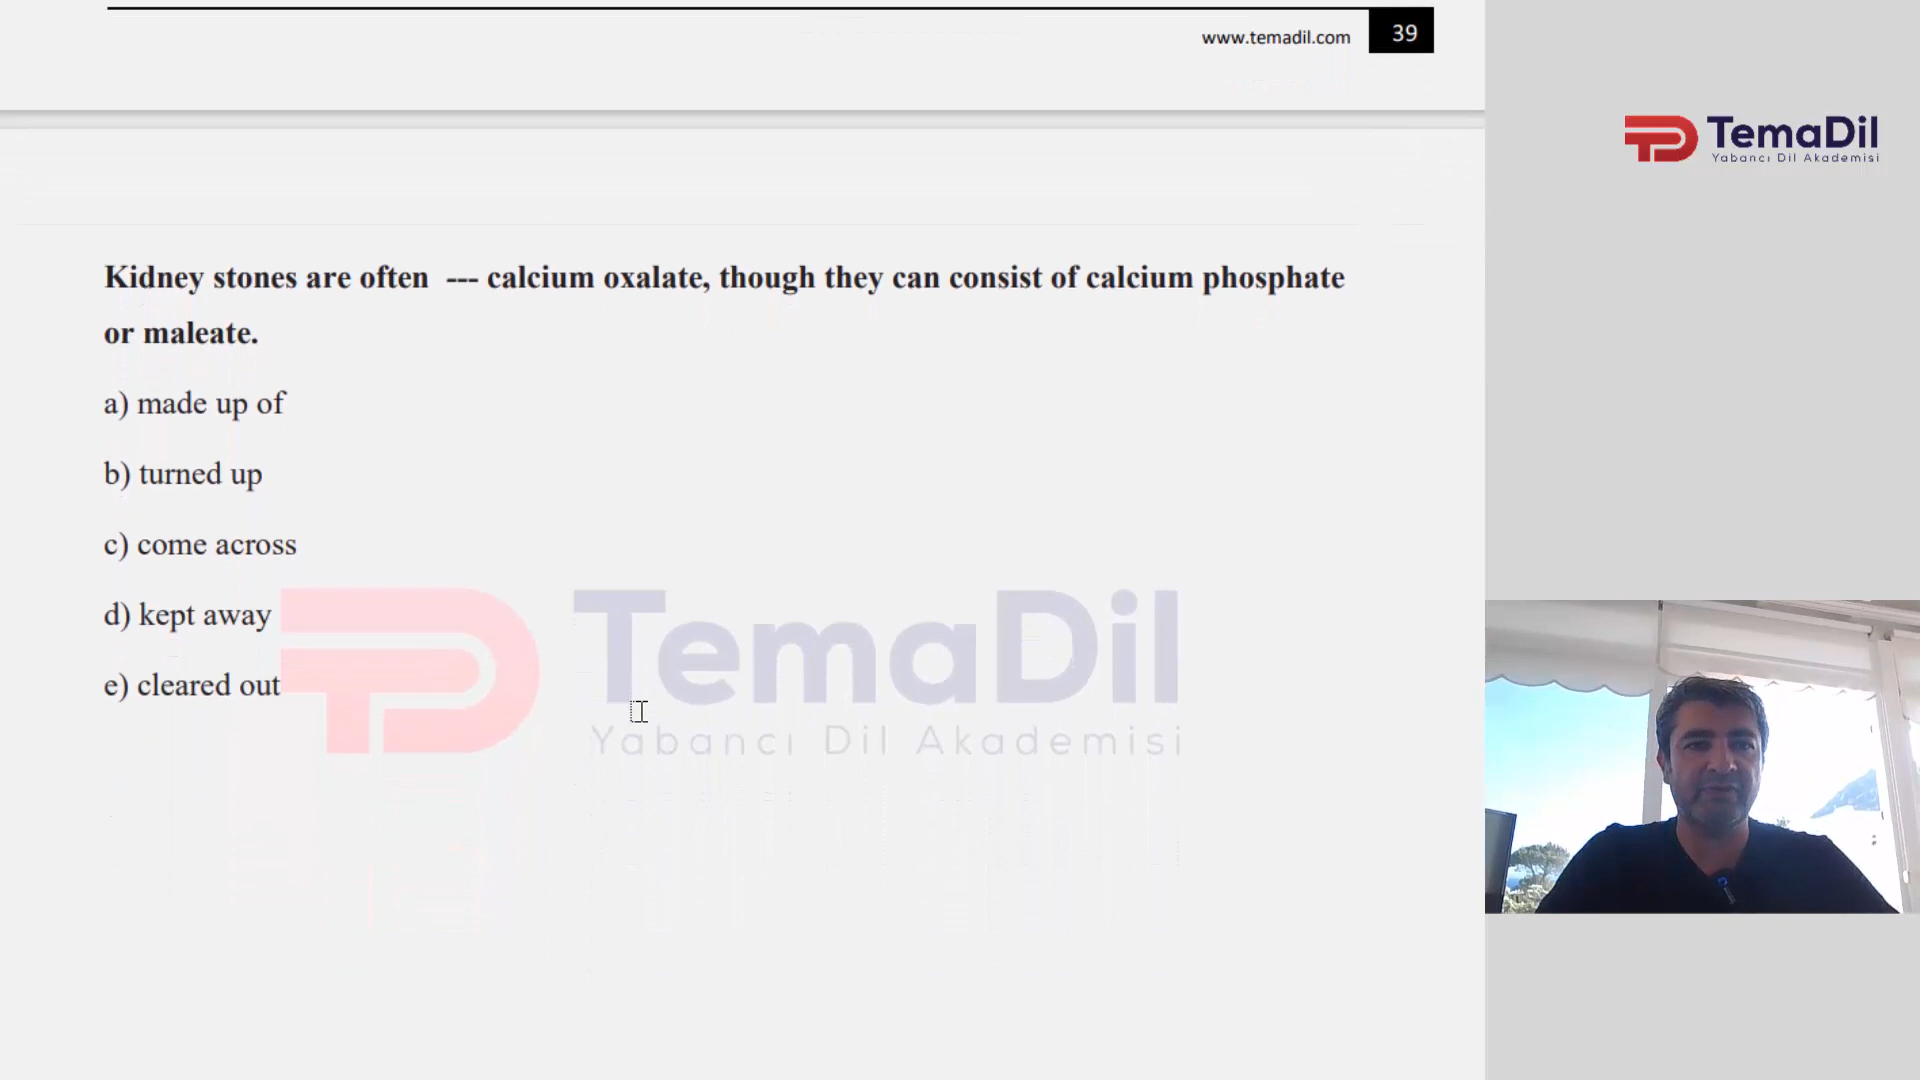 www.temadil.com 39
TemaDil
Yabancı Dil Akademisi
Kidney stones are often --- calcium oxalate, though they can consist of calcium phosphate
or maleate.
a) made up of
b) turned up
c) come across
d) kept away
e) cleared out
TemaDil
Yabancı Dil Akademisi